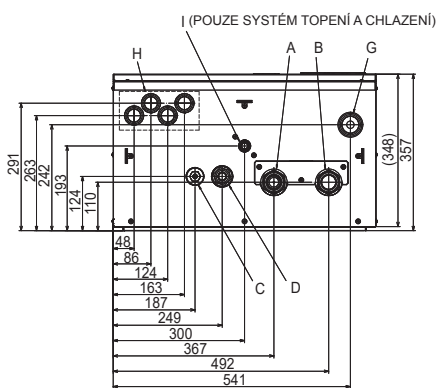 I (POUZE SYSTÉM TOPENÍ A CHLAZENÍ)
H
A
B
G
291
263
242
193
124
110
(348)
357
48
86
124
163
187
249
300
367
492
541
C
D